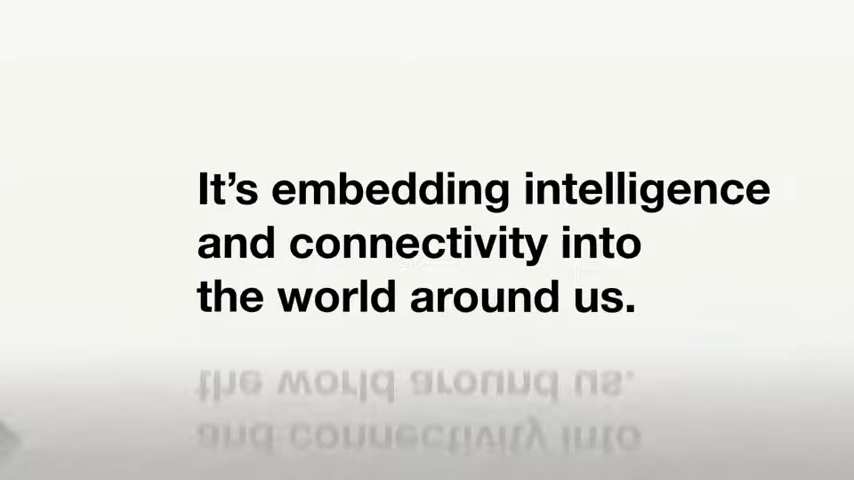 It’s embedding intelligence
and connectivity into
the world around us.